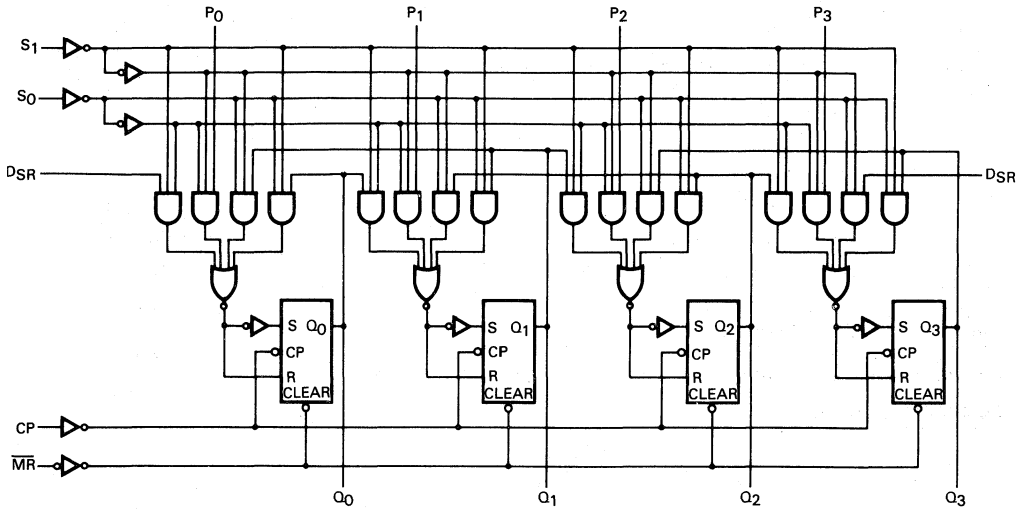 P0 P1 P2 P3
S1
S0
DSR DSR
S Q0 S Q1 S Q2 S Q3
CP CP CP CP
R R R R
CLEAR CLEAR CLEAR CLEAR
CP
M̅R̅
Q0 Q1 Q2 Q3